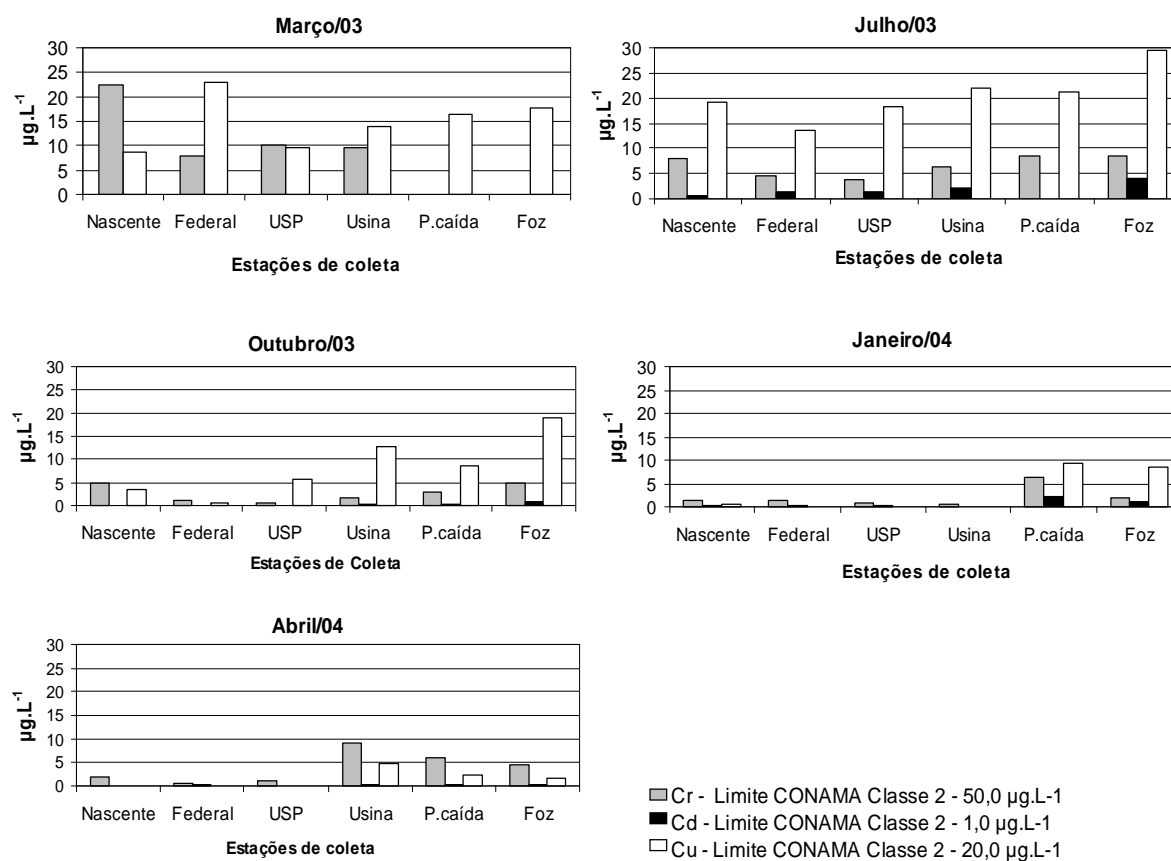 Março/03
30
25
20
15
10
5
0
µg.L-1
Nascente Federal USP Usina P.caída Foz
Estações de coleta
Julho/03
30
25
20
15
10
5
0
µg.L-1
Nascente Federal USP Usina P.caída Foz
Estações de coleta
Outubro/03
30
25
20
15
10
5
0
µg.L-1
Nascente Federal USP Usina P.caída Foz
Estações de Coleta
Janeiro/04
30
25
20
15
10
5
0
µg.L-1
Nascente Federal USP Usina P.caída Foz
Estações de coleta
Abril/04
30
25
20
15
10
5
0
µg.L-1
Nascente Federal USP Usina P.caída Foz
Estações de coleta
Cr - Limite CONAMA Classe 2 - 50,0 µg.L-1
Cd - Limite CONAMA Classe 2 - 1,0 µg.L-1
Cu - Limite CONAMA Classe 2 - 20,0 µg.L-1